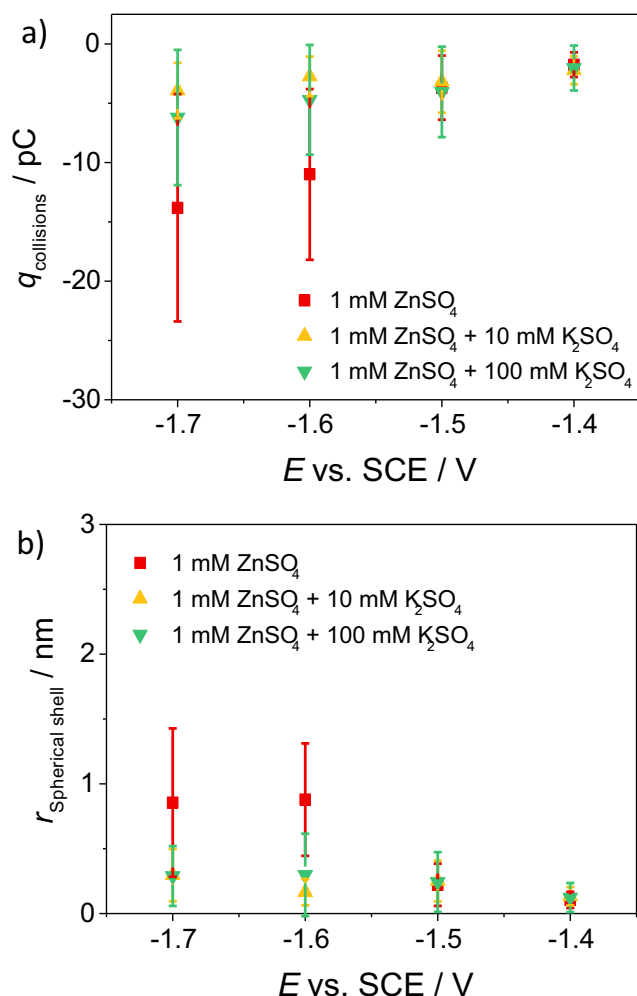 a)
0
-10
-20
-30
q collisions / pC
1 mM ZnSO4
1 mM ZnSO4 + 10 mM K2SO4
1 mM ZnSO4 + 100 mM K2SO4
-1.7 -1.6 -1.5 -1.4
E vs. SCE / V
b)
3
2
1
0
r Spherical shell / nm
1 mM ZnSO4
1 mM ZnSO4 + 10 mM K2SO4
1 mM ZnSO4 + 100 mM K2SO4
-1.7 -1.6 -1.5 -1.4
E vs. SCE / V